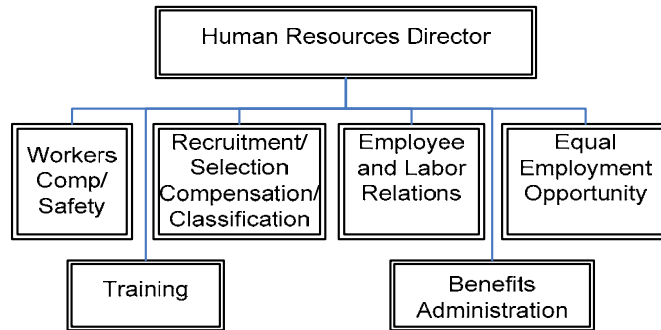 Human Resources Director
Workers
Comp/
Safety
Recruitment/
Selection
Compensation/
Classification
Employee
and Labor
Relations
Equal
Employment
Opportunity
Training
Benefits
Administration